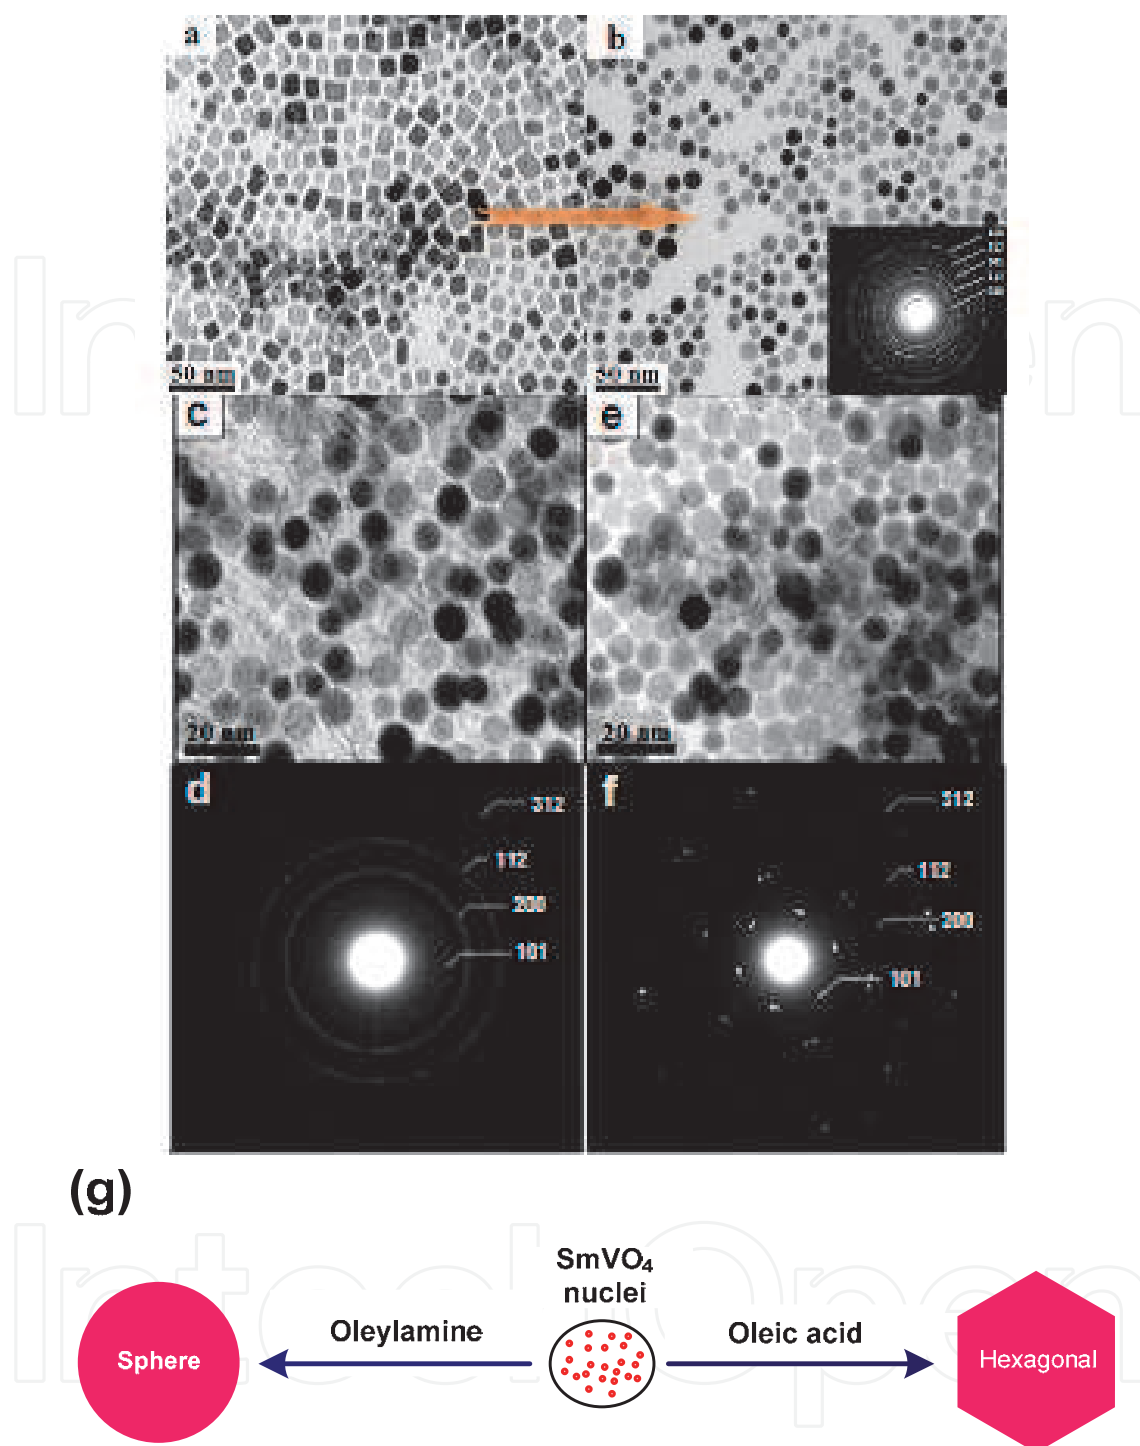 a
b
50 nm
50 nm
c
e
20 nm
20 nm
d
f
312
112
200
101
312
112
200
101
(g)
SmVO₄
nuclei
Oleylamine
Oleic acid
Sphere
Hexagonal